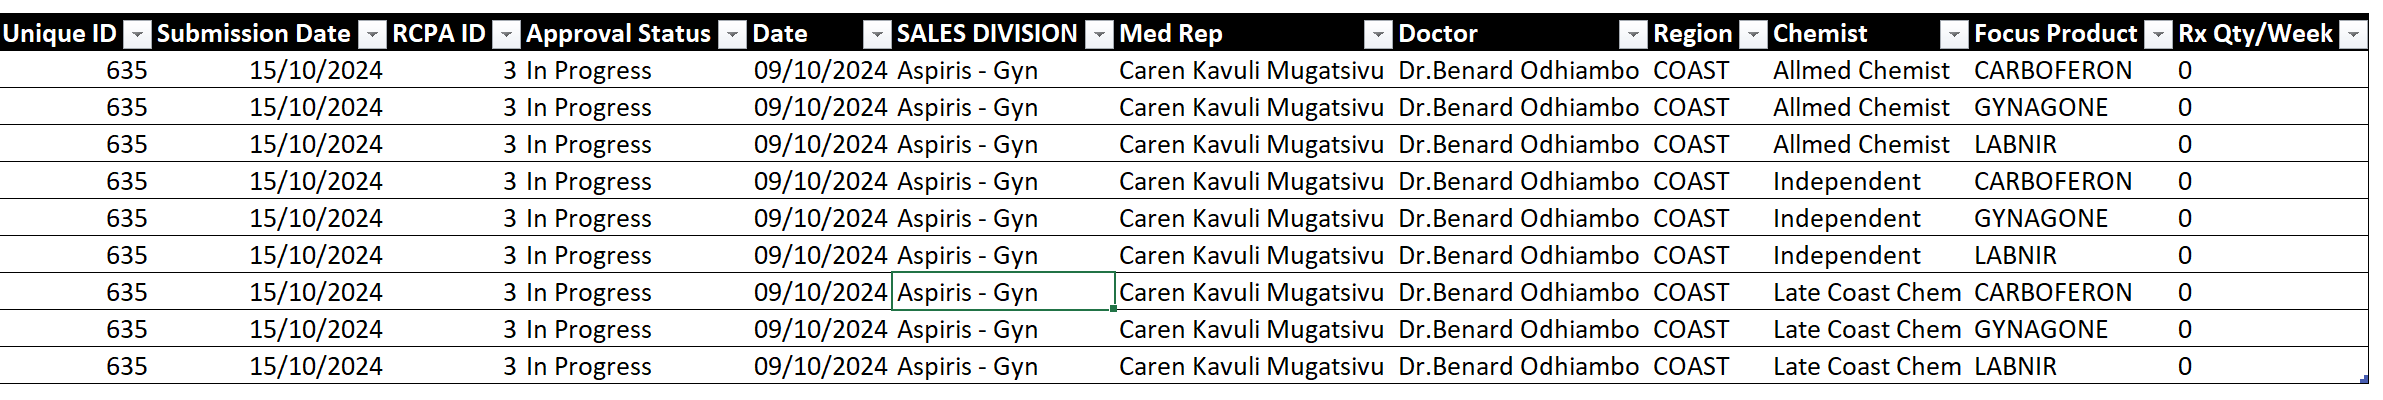 Unique ID Submission Date RCPA ID Approval Status Date SALES DIVISION Med Rep Doctor Region Chemist Focus Product Rx Qty/Week
635 15/10/2024 3 In Progress 09/10/2024 Aspiris - Gyn Caren Kavuli Mugatsivu Dr.Benard Odhiambo COAST Allmed Chemist CARBOFERON 0
635 15/10/2024 3 In Progress 09/10/2024 Aspiris - Gyn Caren Kavuli Mugatsivu Dr.Benard Odhiambo COAST Allmed Chemist GYNAGONE 0
635 15/10/2024 3 In Progress 09/10/2024 Aspiris - Gyn Caren Kavuli Mugatsivu Dr.Benard Odhiambo COAST Allmed Chemist LABNIR 0
635 15/10/2024 3 In Progress 09/10/2024 Aspiris - Gyn Caren Kavuli Mugatsivu Dr.Benard Odhiambo COAST Independent CARBOFERON 0
635 15/10/2024 3 In Progress 09/10/2024 Aspiris - Gyn Caren Kavuli Mugatsivu Dr.Benard Odhiambo COAST Independent GYNAGONE 0
635 15/10/2024 3 In Progress 09/10/2024 Aspiris - Gyn Caren Kavuli Mugatsivu Dr.Benard Odhiambo COAST Independent LABNIR 0
635 15/10/2024 3 In Progress 09/10/2024 Aspiris - Gyn Caren Kavuli Mugatsivu Dr.Benard Odhiambo COAST Late Coast Chem CARBOFERON 0
635 15/10/2024 3 In Progress 09/10/2024 Aspiris - Gyn Caren Kavuli Mugatsivu Dr.Benard Odhiambo COAST Late Coast Chem GYNAGONE 0
635 15/10/2024 3 In Progress 09/10/2024 Aspiris - Gyn Caren Kavuli Mugatsivu Dr.Benard Odhiambo COAST Late Coast Chem LABNIR 0